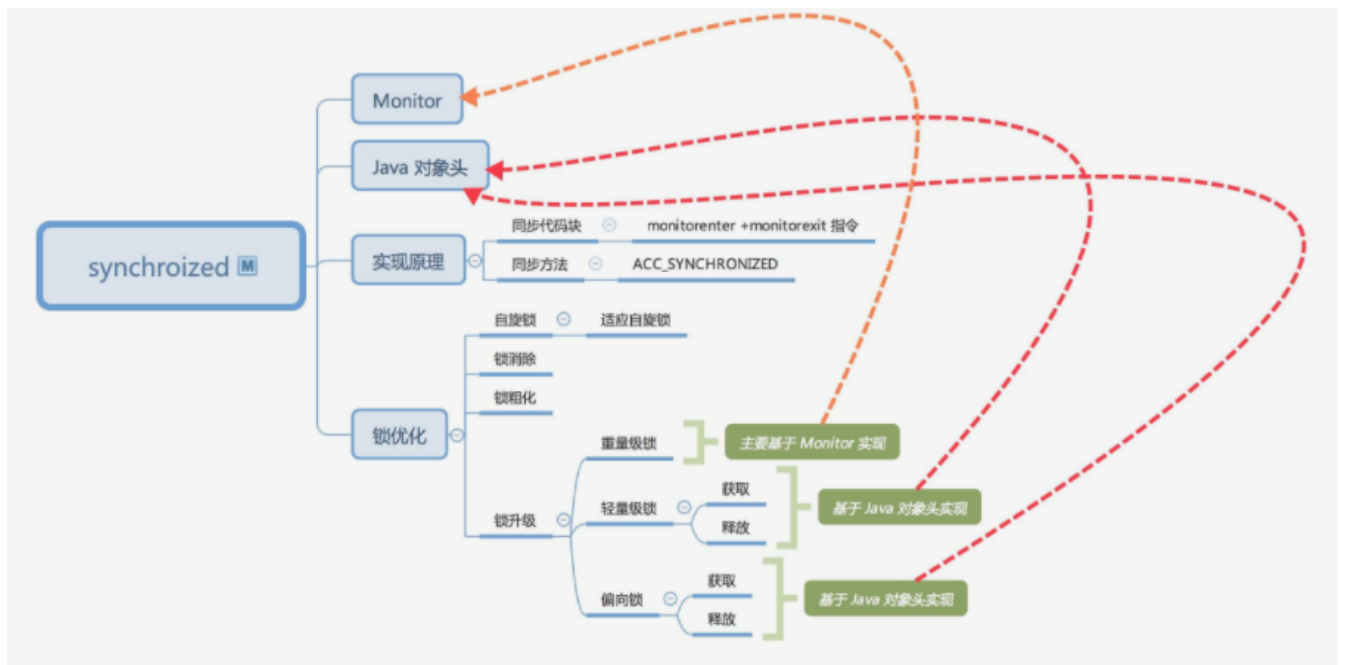 Monitor
Java 对象头
synchroized M
实现原理
同步代码块
monitorenter +monitorexit 指令
同步方法
ACC_SYNCHRONIZED
锁优化
自旋锁
适应自旋锁
锁消除
锁粗化
锁升级
重量级锁
主要基于 Monitor 实现
轻量级锁
获取
释放
基于 Java 对象头实现
偏向锁
获取
释放
基于 Java 对象头实现